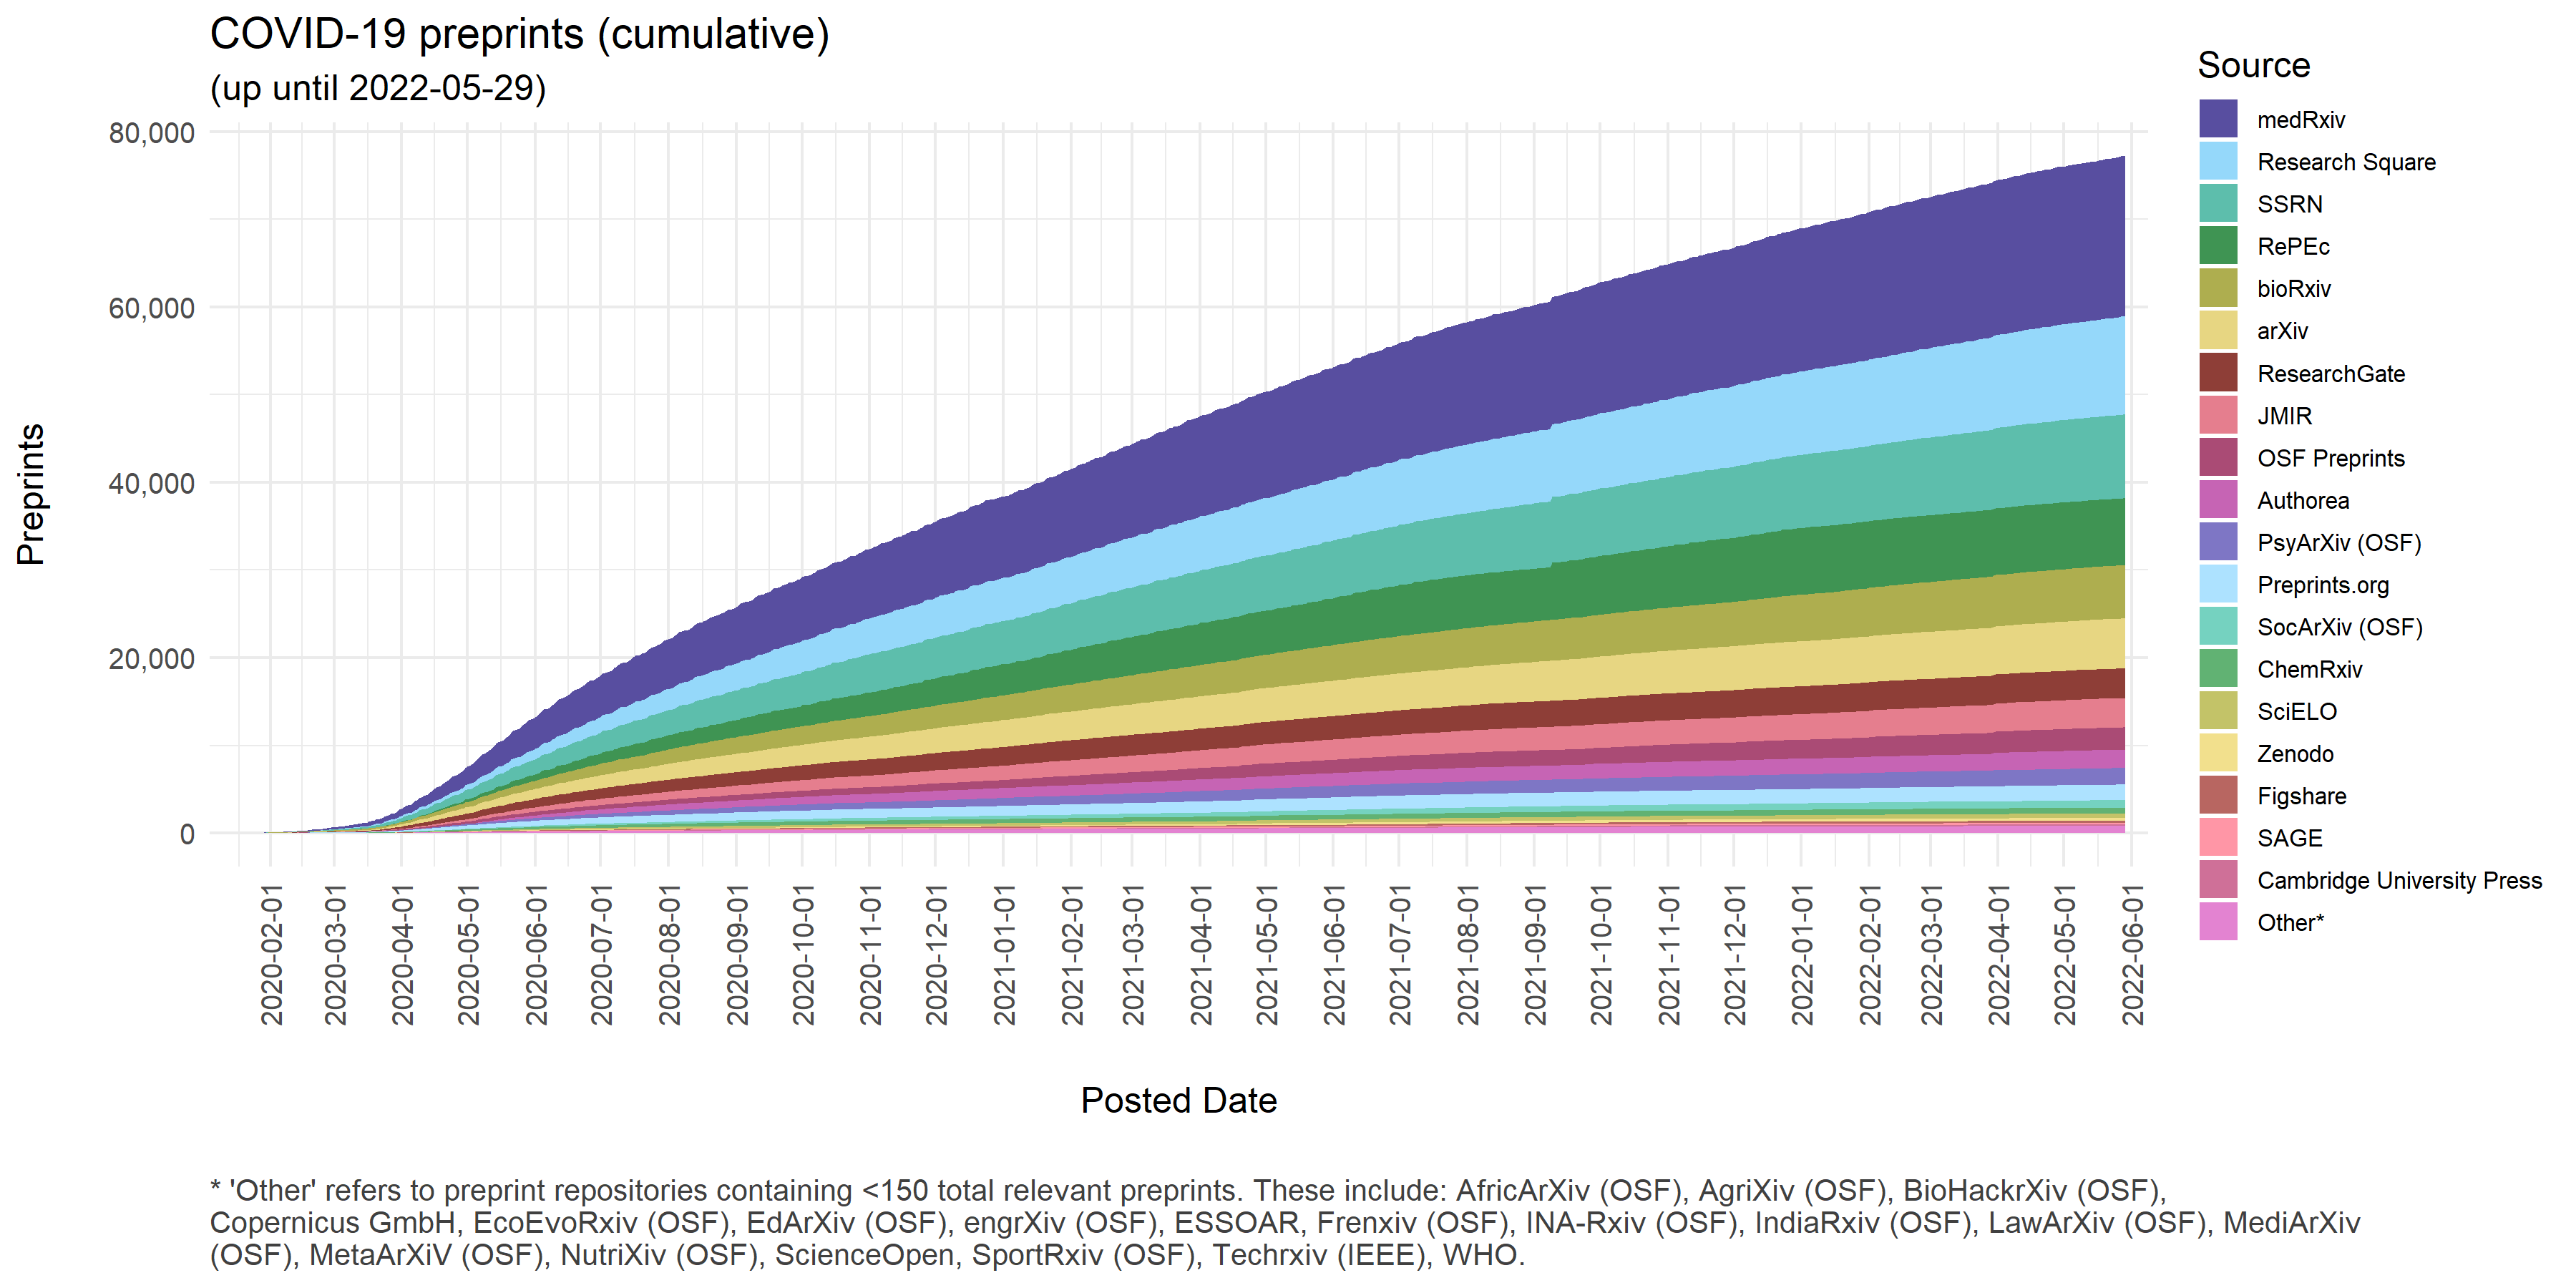 COVID-19 preprints (cumulative)
(up until 2022-05-29)
Preprints
80,000
60,000
40,000
20,000
0
2020-02-01
2020-03-01
2020-04-01
2020-05-01
2020-06-01
2020-07-01
2020-08-01
2020-09-01
2020-10-01
2020-11-01
2020-12-01
2021-01-01
2021-02-01
2021-03-01
2021-04-01
2021-05-01
2021-06-01
2021-07-01
2021-08-01
2021-09-01
2021-10-01
2021-11-01
2021-12-01
2022-01-01
2022-02-01
2022-03-01
2022-04-01
2022-05-01
2022-06-01
Posted Date
Source
medRxiv
Research Square
SSRN
RePEc
bioRxiv
arXiv
ResearchGate
JMIR
OSF Preprints
Authorea
PsyArXiv (OSF)
Preprints.org
SocArXiv (OSF)
ChemRxiv
SciELO
Zenodo
Figshare
SAGE
Cambridge University Press
Other*
* 'Other' refers to preprint repositories containing <150 total relevant preprints. These include: AfricArXiv (OSF), AgriXiv (OSF), BioHackrXiv (OSF),
Copernicus GmbH, EcoEvoRxiv (OSF), EdArXiv (OSF), engrXiv (OSF), ESSOAR, Frenxiv (OSF), INA-Rxiv (OSF), IndiaRxiv (OSF), LawArXiv (OSF), MediArXiv
(OSF), MetaArXiV (OSF), NutriXiv (OSF), ScienceOpen, SportRxiv (OSF), Techrxiv (IEEE), WHO.